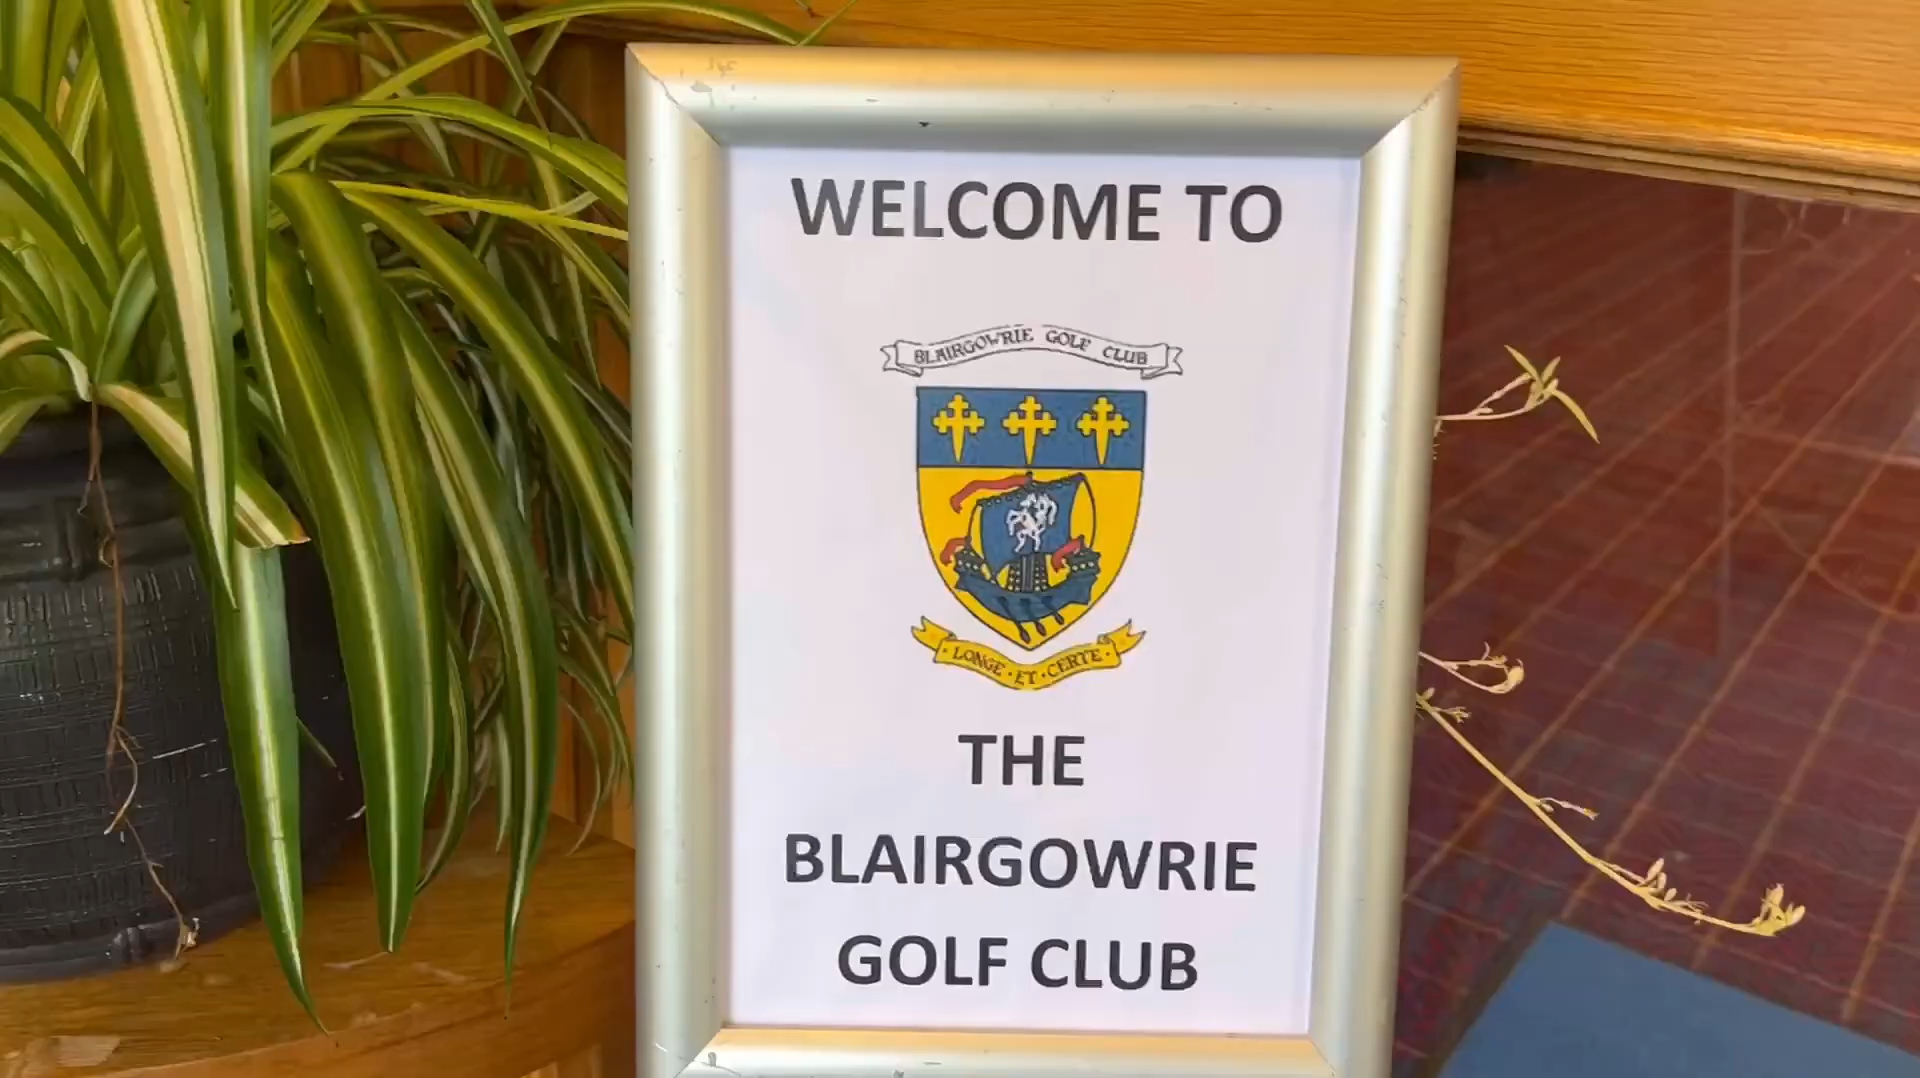 WELCOME TO
BLAIRGOWRIE GOLF CLUB
LONGE · ET · CERTE ·
THE
BLAIRGOWRIE
GOLF CLUB